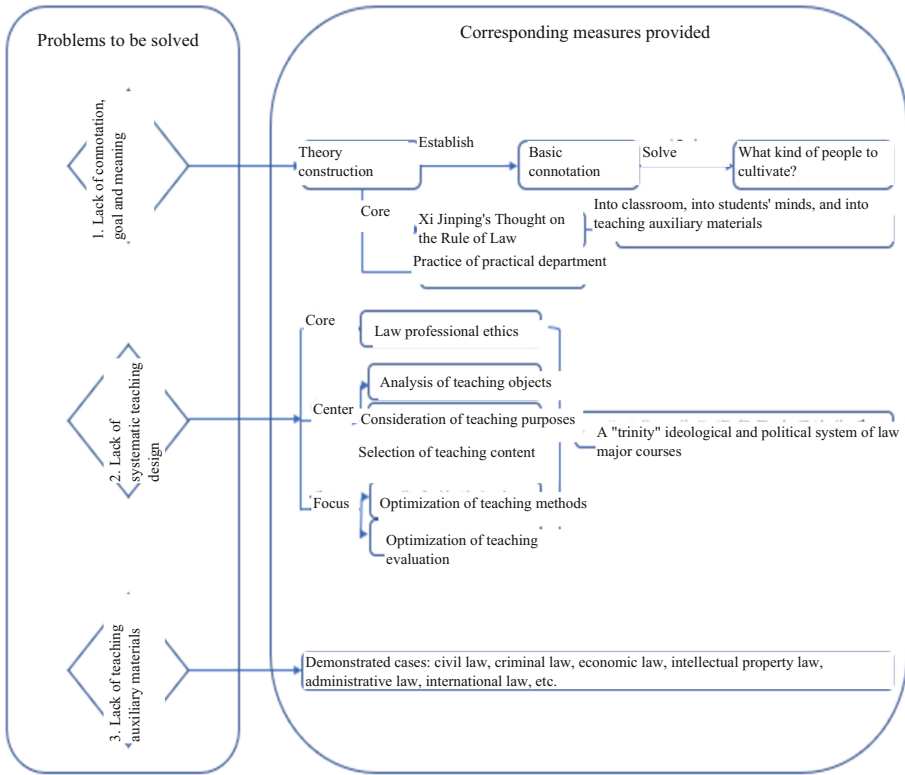 Problems to be solved
Corresponding measures provided
1. Lack of connotation,
goal and meaning
Theory
construction
Establish
Basic
connotation
Solve
What kind of people to
cultivate?
Core
Xi Jinping's Thought on
the Rule of Law
Into classroom, into students' minds, and into
teaching auxiliary materials
Practice of practical department
2. Lack of
systematic teaching
design
Core
Law professional ethics
Center
Analysis of teaching objects
Consideration of teaching purposes
Selection of teaching content
Focus
Optimization of teaching methods
Optimization of teaching
evaluation
A "trinity" ideological and political system of law
major courses
3. Lack of teaching
auxiliary materials
Demonstrated cases: civil law, criminal law, economic law, intellectual property law,
administrative law, international law, etc.